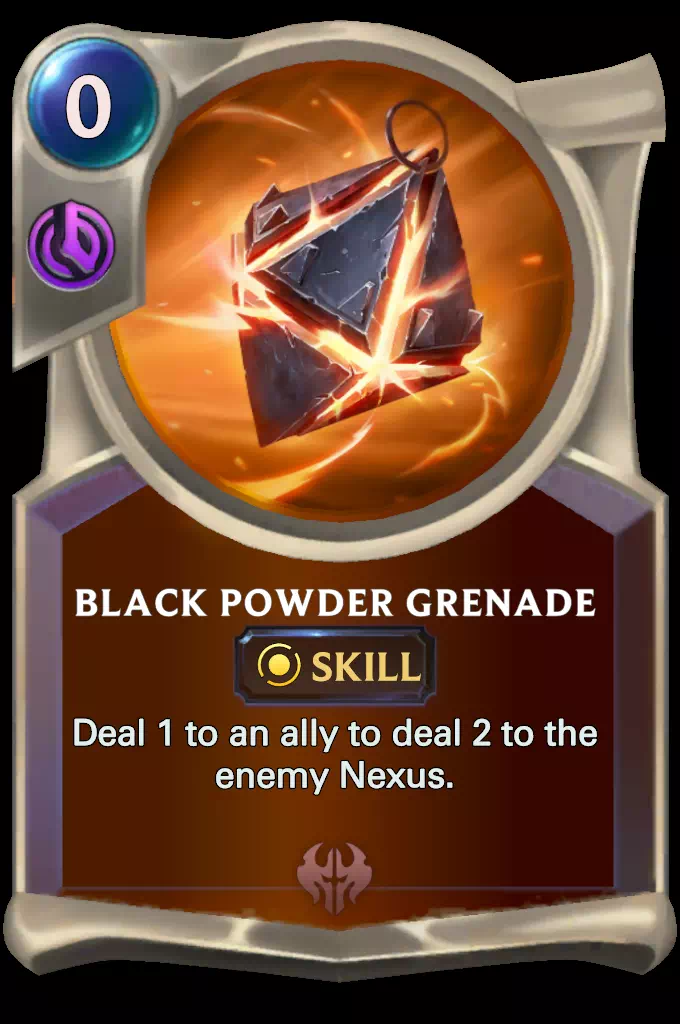 0
BLACK POWDER GRENADE
SKILL
Deal 1 to an ally to deal 2 to the
enemy Nexus.